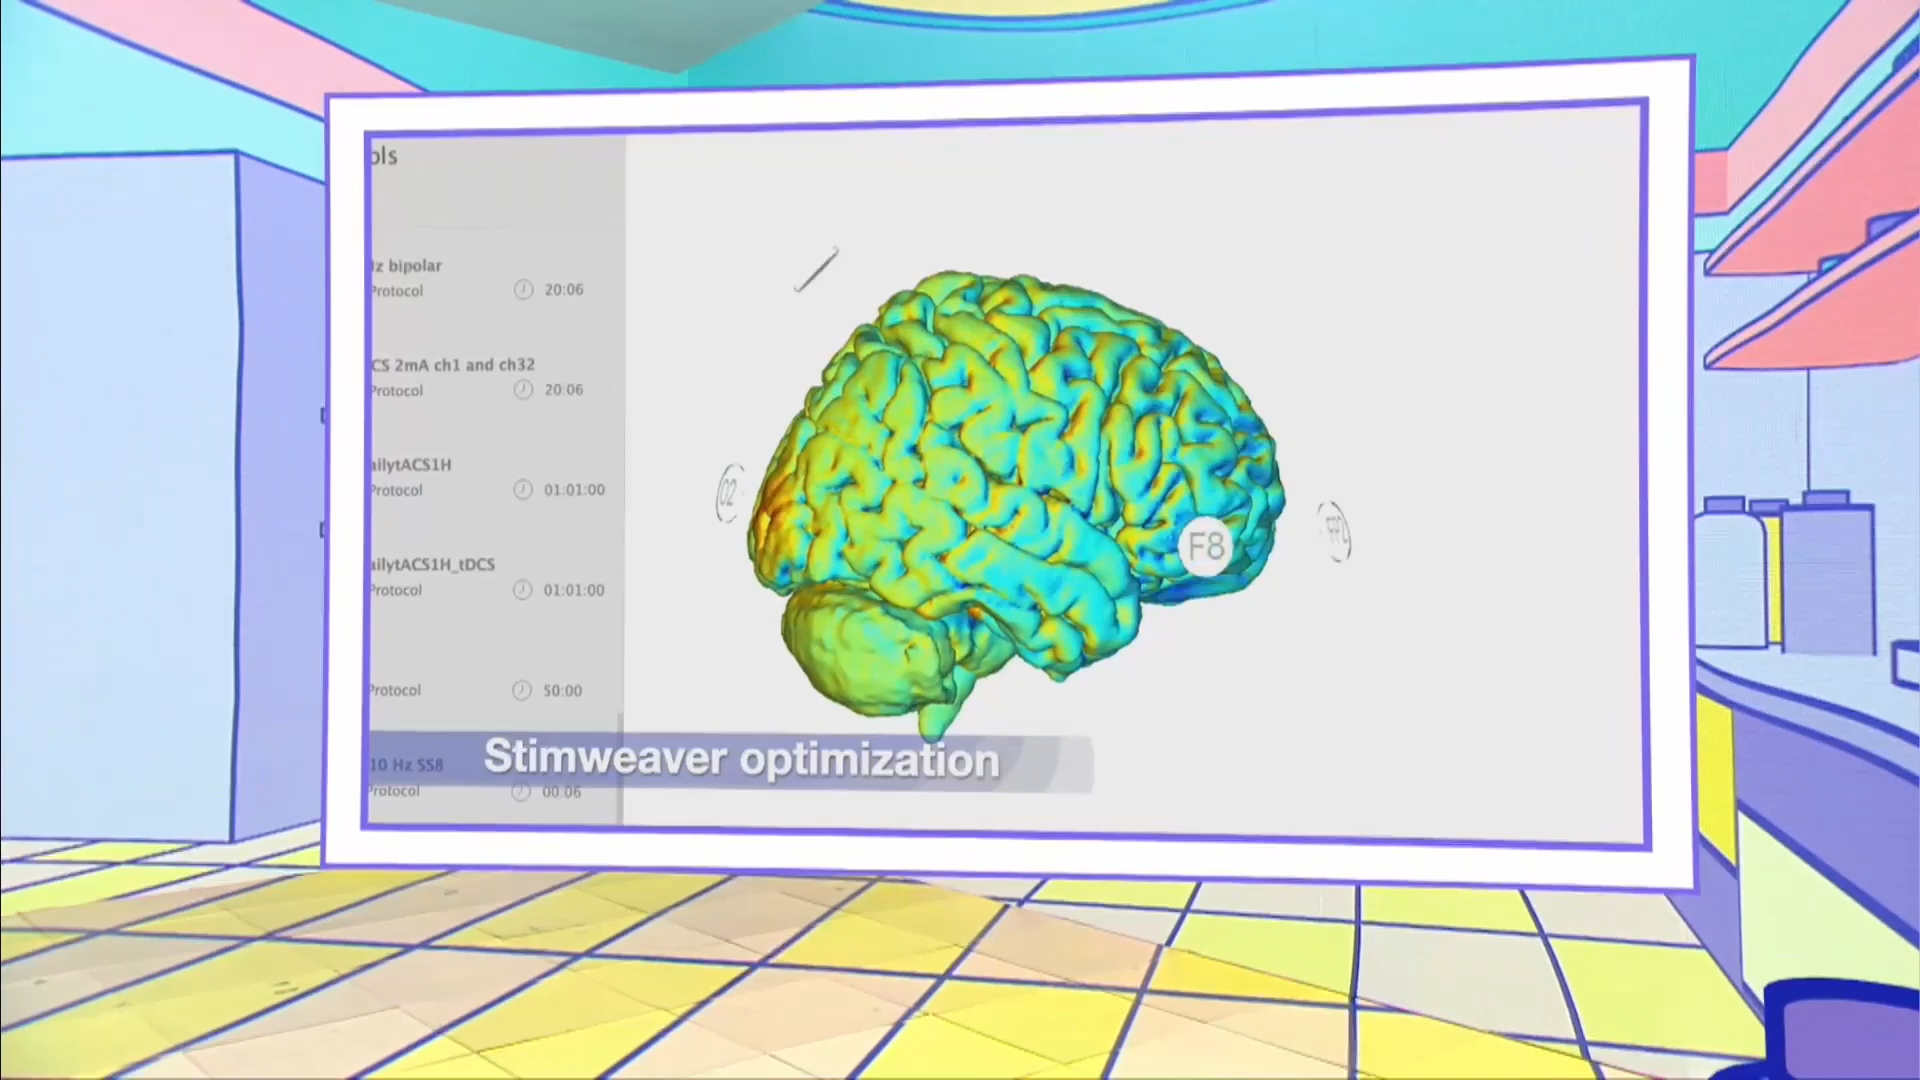 ols
Iz bipolar
Protocol 20:06
CS 2mA ch1 and ch32
Protocol 20:06
ailytACS1H
Protocol 01:01:00
ailytACS1H_tDCS
Protocol 01:01:00
Protocol 50:00
10 Hz SS8
Protocol 00:06
Stimweaver optimization
O2
F8